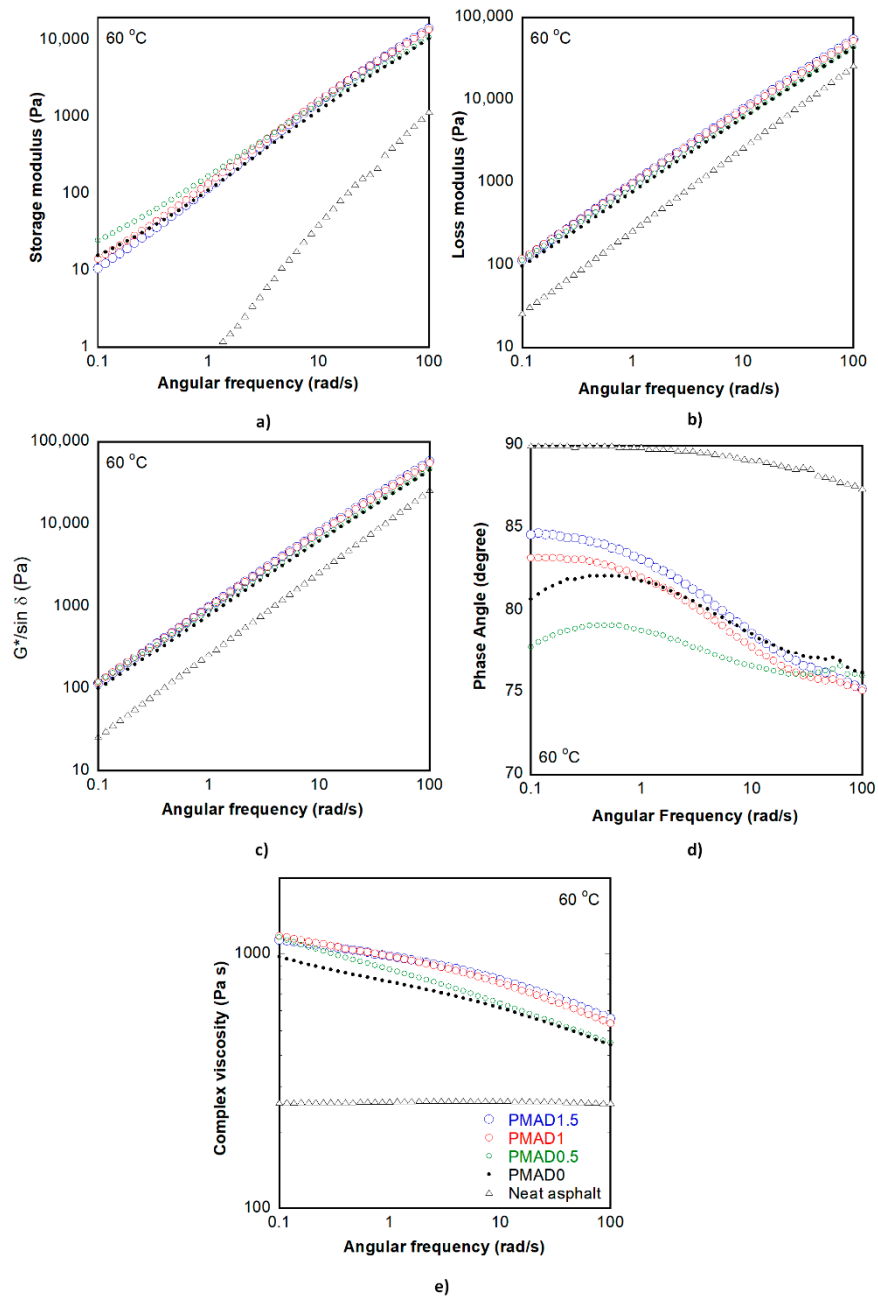 60 °C
10,000
1000
100
10
1
0.1 1 10 100
Storage modulus (Pa)
Angular frequency (rad/s)
a)
60 °C
100,000
10,000
1000
100
10
0.1 1 10 100
Loss modulus (Pa)
Angular frequency (rad/s)
b)
60 °C
100,000
10,000
1000
100
10
0.1 1 10 100
G*/sin δ (Pa)
Angular frequency (rad/s)
c)
90
85
80
75
70
60 °C
0.1 1 10 100
Phase Angle (degree)
Angular Frequency (rad/s)
d)
60 °C
1000
100
0.1 1 10 100
Complex viscosity (Pa s)
PMAD1.5
PMAD1
PMAD0.5
PMAD0
Neat asphalt
Angular frequency (rad/s)
e)